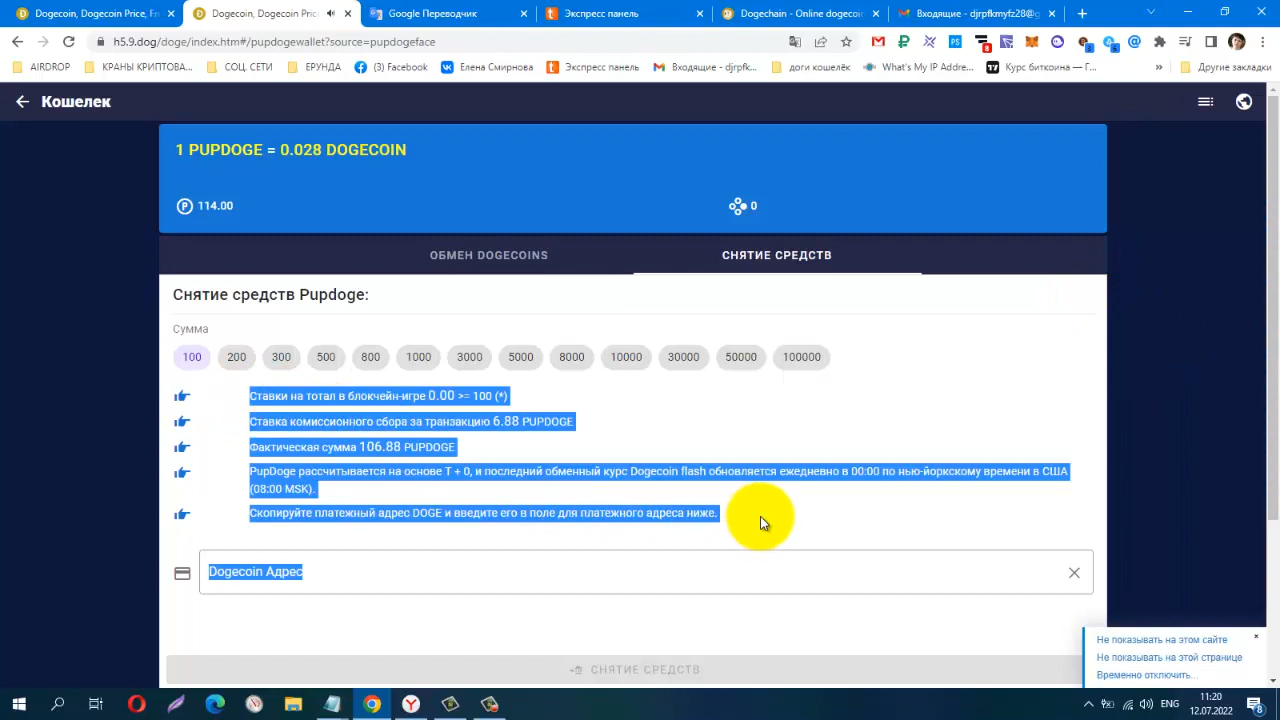 Dogecoin, Dogecoin Price, Fr
Dogecoin, Dogecoin Pric
Google Переводчик
Экспресс панель
Dogechain - Online dogecoi
Входящие - djrpfkmyfz28@g
h5.9.dog/doge/index.htm#/pupdogewallet?source=pupdogeface
AIRDROP
КРАНЫ КРИПТОВА...
СОЦ. СЕТИ
ЕРУНДА
(3) Facebook
Елена Смирнова
Экспресс панель
Входящие - djrpfk...
доги кошелёк
What's My IP Addre...
Курс биткоина — Г...
»
Другие закладки
Кошелек
1 PUPDOGE = 0.028 DOGECOIN
114.00
0
ОБМЕН DOGECOINS
СНЯТИЕ СРЕДСТВ
Снятие средств Pupdoge:
Сумма
100 200 300 500 800 1000 3000 5000 8000 10000 30000 50000 100000
Ставки на тотал в блокчейн-игре 0.00 >= 100 (*)
Ставка комиссионного сбора за транзакцию 6.88 PUPDOGE
Фактическая сумма 106.88 PUPDOGE
PupDoge рассчитывается на основе T + 0, и последний обменный курс Dogecoin flash обновляется ежедневно в 00:00 по нью-йоркскому времени в США
(08:00 MSK).
Скопируйте платежный адрес DOGE и введите его в поле для платежного адреса ниже.
Dogecoin Адрес
СНЯТИЕ СРЕДСТВ
Не показывать на этом сайте
Не показывать на этой странице
Временно отключить...
ENG
11:20
12.07.2022